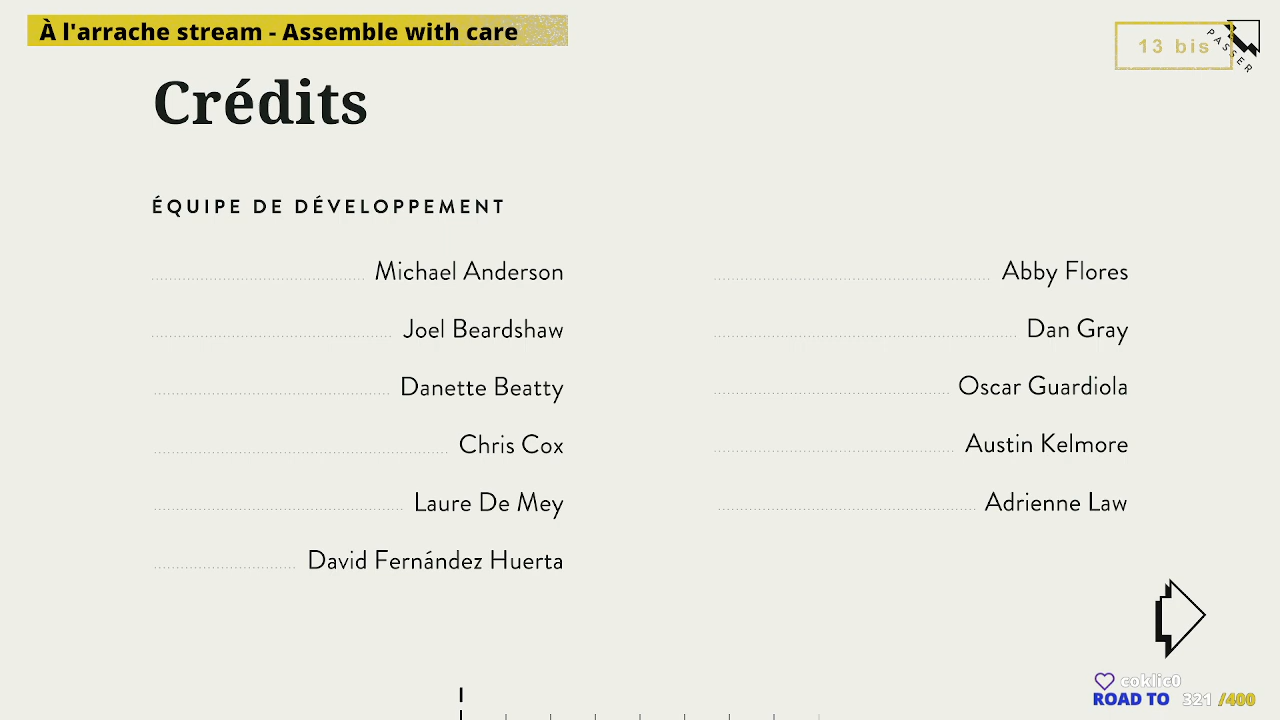 À l'arrache stream - Assemble with care
13 bis
PASSER
Crédits
ÉQUIPE DE DÉVELOPPEMENT
Michael Anderson
Joel Beardshaw
Danette Beatty
Chris Cox
Laure De Mey
David Fernández Huerta
Abby Flores
Dan Gray
Oscar Guardiola
Austin Kelmore
Adrienne Law
coklic0
ROAD TO 321 /400